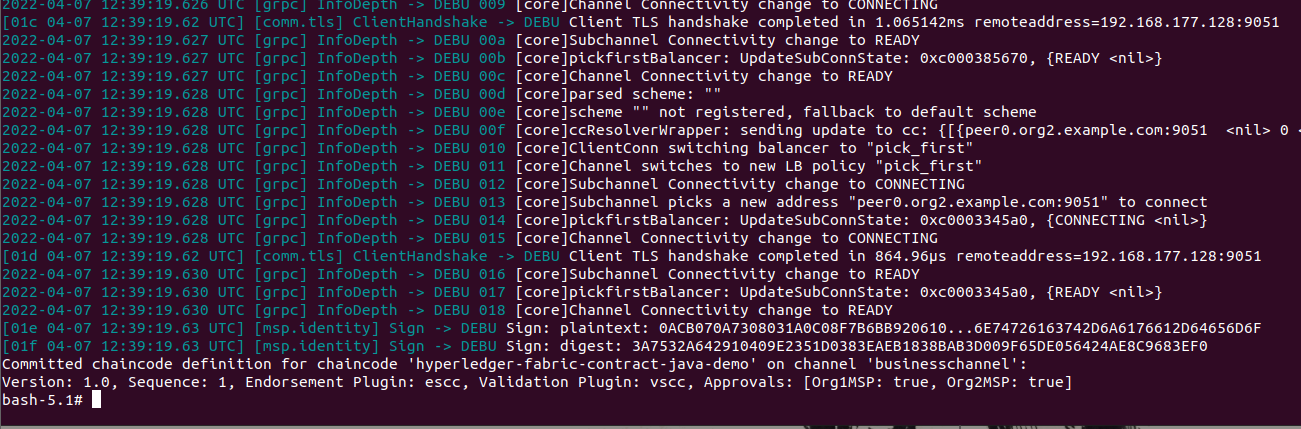 2022-04-07 12:39:19.626 UTC [grpc] InfoDepth -> DEBU 009 [core]Channel Connectivity change to CONNECTING
[01c 04-07 12:39:19.62 UTC] [comm.tls] ClientHandshake -> DEBU Client TLS handshake completed in 1.065142ms remoteaddress=192.168.177.128:9051
2022-04-07 12:39:19.627 UTC [grpc] InfoDepth -> DEBU 00a [core]Subchannel Connectivity change to READY
2022-04-07 12:39:19.627 UTC [grpc] InfoDepth -> DEBU 00b [core]pickfirstBalancer: UpdateSubConnState: 0xc000385670, {READY <nil>}
2022-04-07 12:39:19.627 UTC [grpc] InfoDepth -> DEBU 00c [core]Channel Connectivity change to READY
2022-04-07 12:39:19.628 UTC [grpc] InfoDepth -> DEBU 00d [core]parsed scheme: ""
2022-04-07 12:39:19.628 UTC [grpc] InfoDepth -> DEBU 00e [core]scheme "" not registered, fallback to default scheme
2022-04-07 12:39:19.628 UTC [grpc] InfoDepth -> DEBU 00f [core]ccResolverWrapper: sending update to cc: {[{peer0.org2.example.com:9051  <nil> 0 <
2022-04-07 12:39:19.628 UTC [grpc] InfoDepth -> DEBU 010 [core]ClientConn switching balancer to "pick_first"
2022-04-07 12:39:19.628 UTC [grpc] InfoDepth -> DEBU 011 [core]Channel switches to new LB policy "pick_first"
2022-04-07 12:39:19.628 UTC [grpc] InfoDepth -> DEBU 012 [core]Subchannel Connectivity change to CONNECTING
2022-04-07 12:39:19.628 UTC [grpc] InfoDepth -> DEBU 013 [core]Subchannel picks a new address "peer0.org2.example.com:9051" to connect
2022-04-07 12:39:19.628 UTC [grpc] InfoDepth -> DEBU 014 [core]pickfirstBalancer: UpdateSubConnState: 0xc0003345a0, {CONNECTING <nil>}
2022-04-07 12:39:19.628 UTC [grpc] InfoDepth -> DEBU 015 [core]Channel Connectivity change to CONNECTING
[01d 04-07 12:39:19.62 UTC] [comm.tls] ClientHandshake -> DEBU Client TLS handshake completed in 864.96µs remoteaddress=192.168.177.128:9051
2022-04-07 12:39:19.630 UTC [grpc] InfoDepth -> DEBU 016 [core]Subchannel Connectivity change to READY
2022-04-07 12:39:19.630 UTC [grpc] InfoDepth -> DEBU 017 [core]pickfirstBalancer: UpdateSubConnState: 0xc0003345a0, {READY <nil>}
2022-04-07 12:39:19.630 UTC [grpc] InfoDepth -> DEBU 018 [core]Channel Connectivity change to READY
[01e 04-07 12:39:19.63 UTC] [msp.identity] Sign -> DEBU Sign: plaintext: 0ACB070A7308031A0C08F7B6BB920610...6E74726163742D6A6176612D64656D6F
[01f 04-07 12:39:19.63 UTC] [msp.identity] Sign -> DEBU Sign: digest: 3A7532A642910409E2351D0383EAEB1838BAB3D009F65DE056424AE8C9683EF0
Committed chaincode definition for chaincode 'hyperledger-fabric-contract-java-demo' on channel 'businesschannel':
Version: 1.0, Sequence: 1, Endorsement Plugin: escc, Validation Plugin: vscc, Approvals: [Org1MSP: true, Org2MSP: true]
bash-5.1#